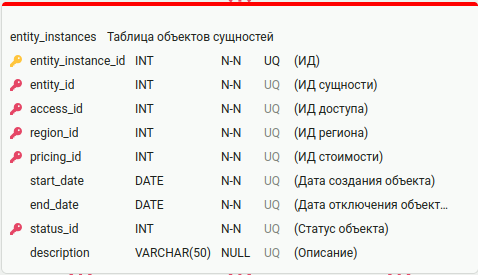 entity_instances Таблица объектов сущностей
entity_instance_id INT N-N UQ (ИД)
entity_id INT N-N UQ (ИД сущности)
access_id INT N-N UQ (ИД доступа)
region_id INT N-N UQ (ИД региона)
pricing_id INT N-N UQ (ИД стоимости)
start_date DATE N-N UQ (Дата создания объекта)
end_date DATE N-N UQ (Дата отключения объект...
status_id INT N-N UQ (Статус объекта)
description VARCHAR(50) NULL UQ (Описание)